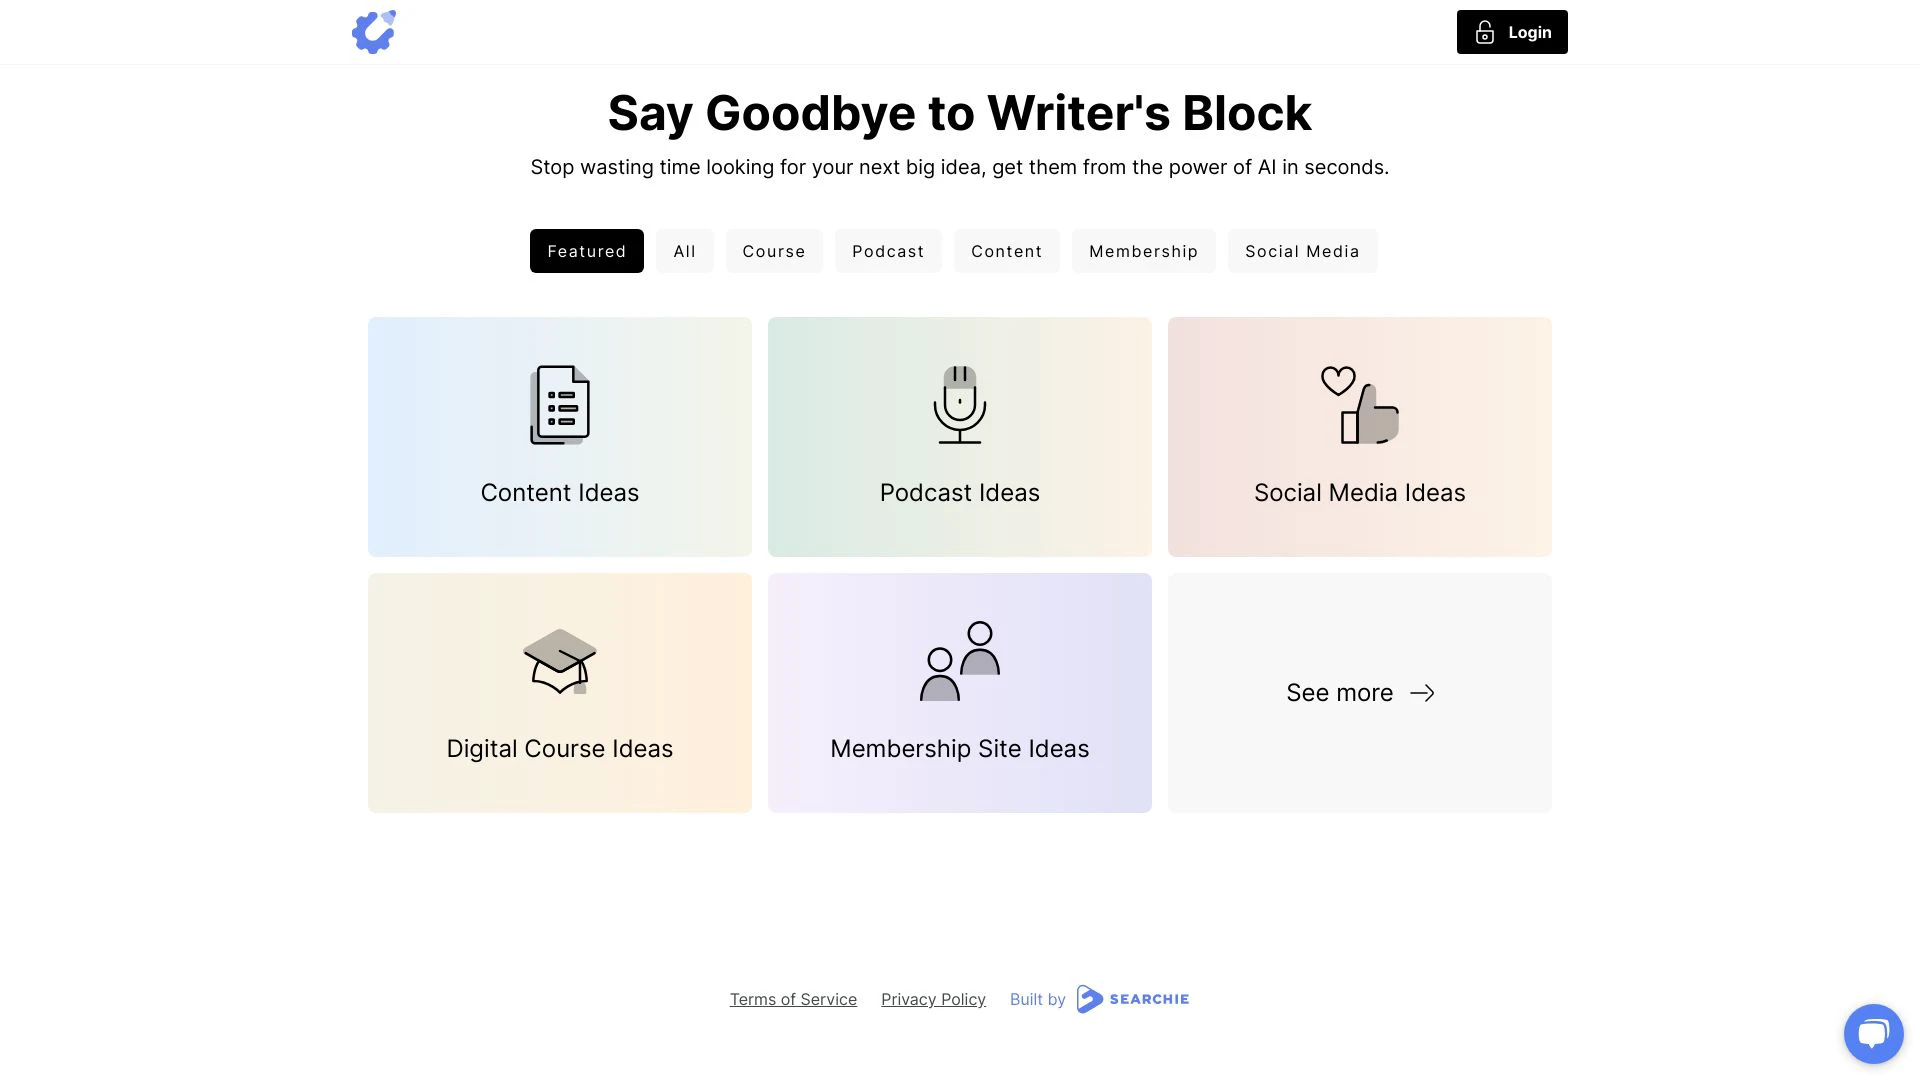 Login
Say Goodbye to Writer's Block
Stop wasting time looking for your next big idea, get them from the power of AI in seconds.
Featured
All
Course
Podcast
Content
Membership
Social Media
Content Ideas
Podcast Ideas
Social Media Ideas
Digital Course Ideas
Membership Site Ideas
See more
Terms of Service
Privacy Policy
Built by
SEARCHIE